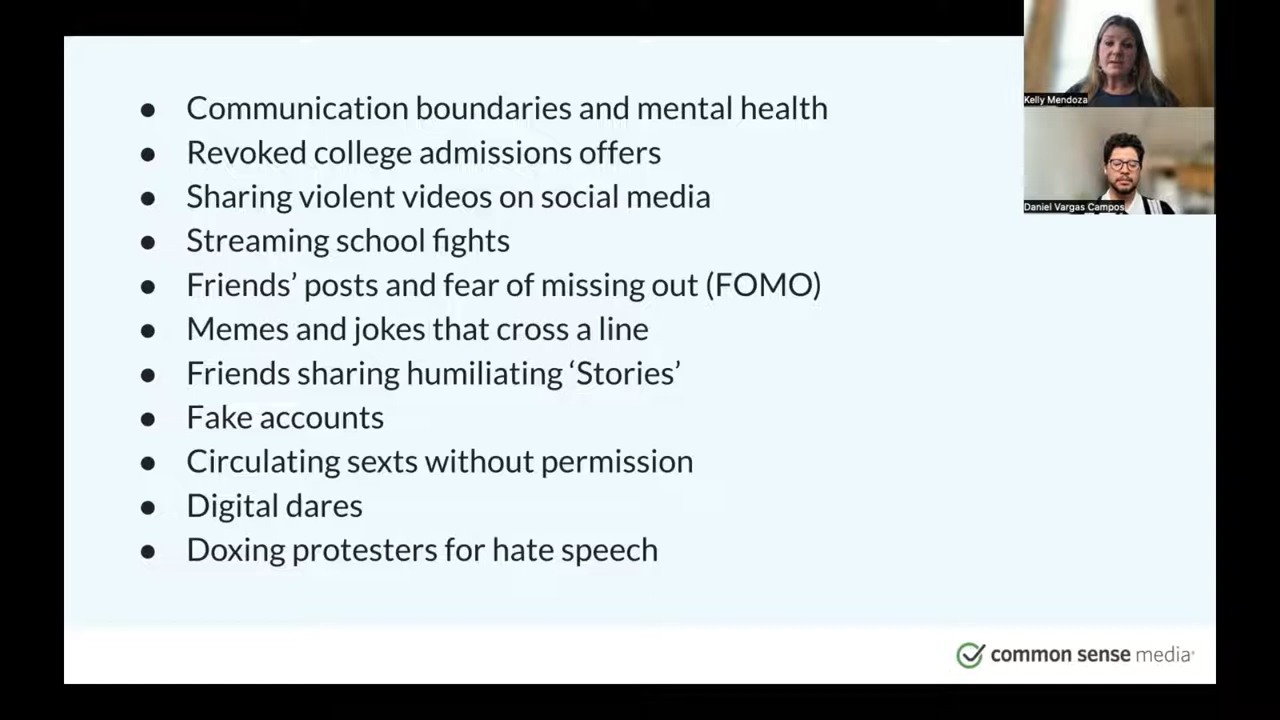 ● Communication boundaries and mental health
● Revoked college admissions offers
● Sharing violent videos on social media
● Streaming school fights
● Friends’ posts and fear of missing out (FOMO)
● Memes and jokes that cross a line
● Friends sharing humiliating ‘Stories’
● Fake accounts
● Circulating sexts without permission
● Digital dares
● Doxing protesters for hate speech
Kelly Mendoza
Daniel Vargas Campos
common sense media